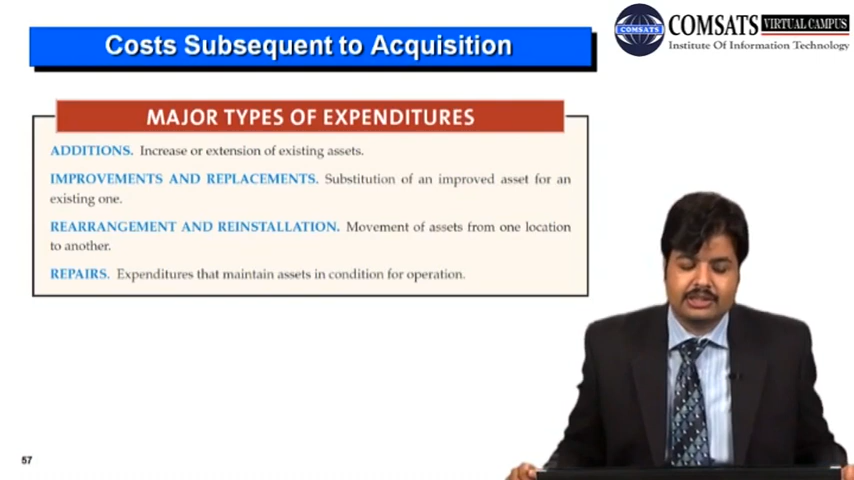 Costs Subsequent to Acquisition
COMSATS
COMSATS VIRTUAL CAMPUS
Institute Of Information Technology
MAJOR TYPES OF EXPENDITURES
ADDITIONS. Increase or extension of existing assets.
IMPROVEMENTS AND REPLACEMENTS. Substitution of an improved asset for an
existing one.
REARRANGEMENT AND REINSTALLATION. Movement of assets from one location
to another.
REPAIRS. Expenditures that maintain assets in condition for operation.
57